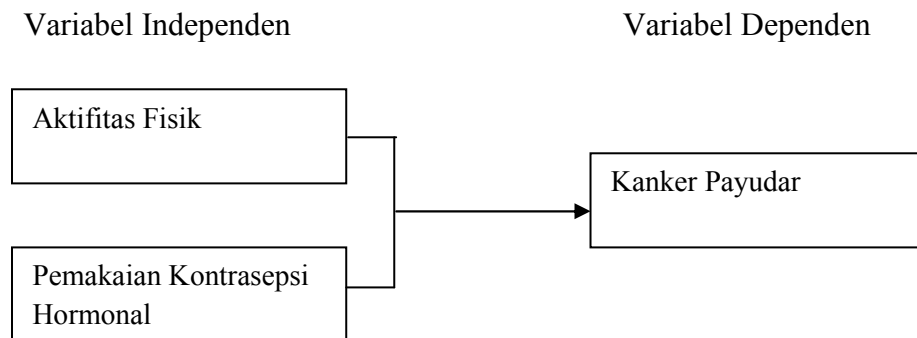 Variabel Independen
Variabel Dependen
Aktifitas Fisik
Kanker Payudar
Pemakaian Kontrasepsi
Hormonal